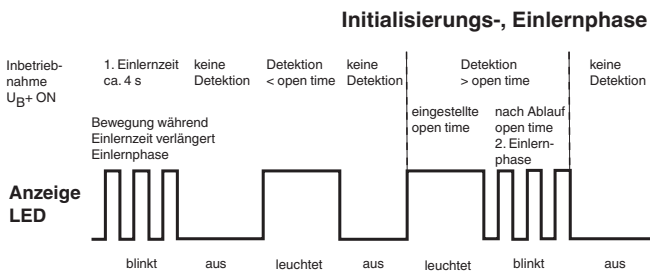 Initialisierungs-, Einlernphase
Inbetrieb-
nahme
UB+ ON
1. Einlernzeit
ca. 4 s
keine
Detektion
Detektion
< open time
keine
Detektion
Detektion
> open time
keine
Detektion
Bewegung während
Einlernzeit verlängert
Einlernphase
eingestellte
open time
nach Ablauf
open time
2. Einlern-
phase
Anzeige
LED
blinkt
aus
leuchtet
aus
leuchtet
blinkt
aus